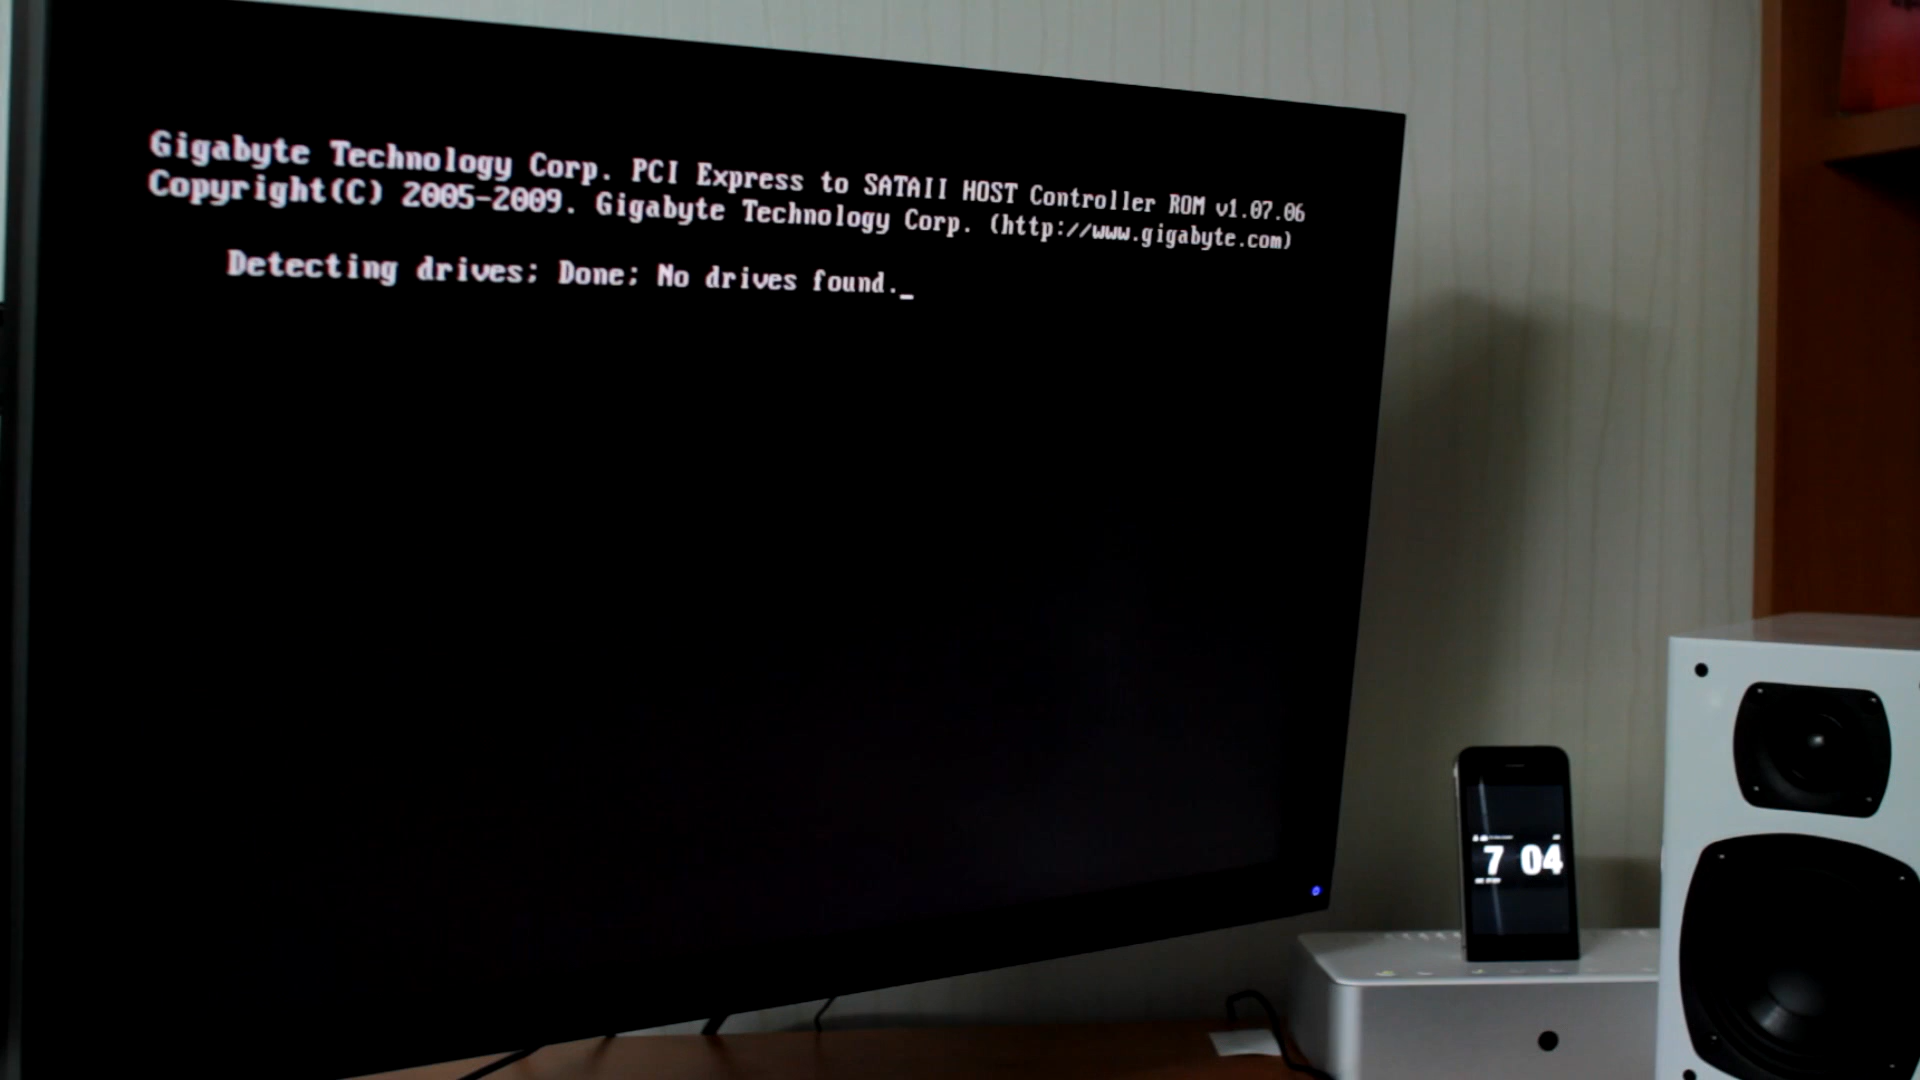 Gigabyte Technology Corp. PCI Express to SATAII HOST Controller ROM v1.07.06
Copyright(C) 2005-2009. Gigabyte Technology Corp. (http://www.gigabyte.com)
Detecting drives; Done; No drives found._
7 04